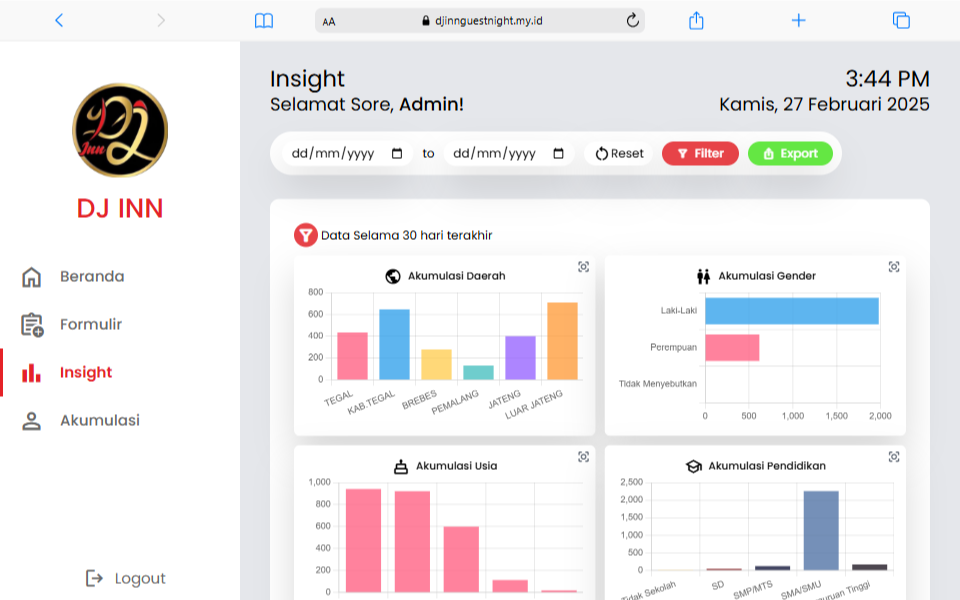 AA
djinnguestnight.my.id
Inn
DJ INN
Beranda
Formulir
Insight
Akumulasi
Logout
Insight
Selamat Sore, Admin!
3:44 PM
Kamis, 27 Februari 2025
dd/mm/yyyy to dd/mm/yyyy Reset Filter Export
Data Selama 30 hari terakhir
Akumulasi Daerah
800
600
400
200
0
TEGAL
KAB.TEGAL
BREBES
PEMALANG
JATENG
LUAR JATENG
Akumulasi Gender
Laki-Laki
Perempuan
Tidak Menyebutkan
0 500 1,000 1,500 2,000
Akumulasi Usia
1,000
800
600
400
200
0
Akumulasi Pendidikan
2,500
2,000
1,500
1,000
500
0
Tidak Sekolah
SD
SMP/MTS
SMA/SMU
Tinggi